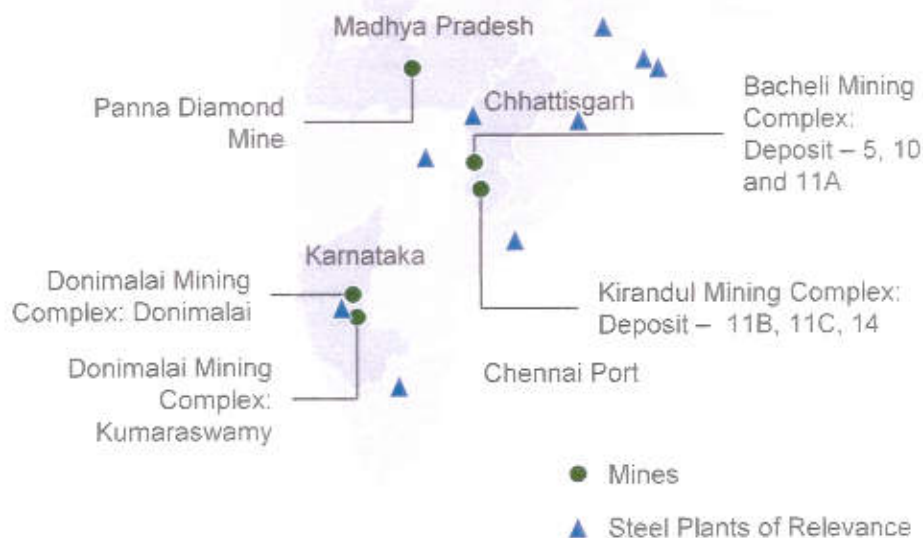 Madhya Pradesh
Panna Diamond
Mine
Chhattisgarh
Bacheli Mining
Complex:
Deposit – 5, 10
and 11A
Karnataka
Donimalai Mining
Complex: Donimalai
Kirandul Mining Complex:
Deposit – 11B, 11C, 14
Donimalai Mining
Complex:
Kumaraswamy
Chennai Port
Mines
Steel Plants of Relevance